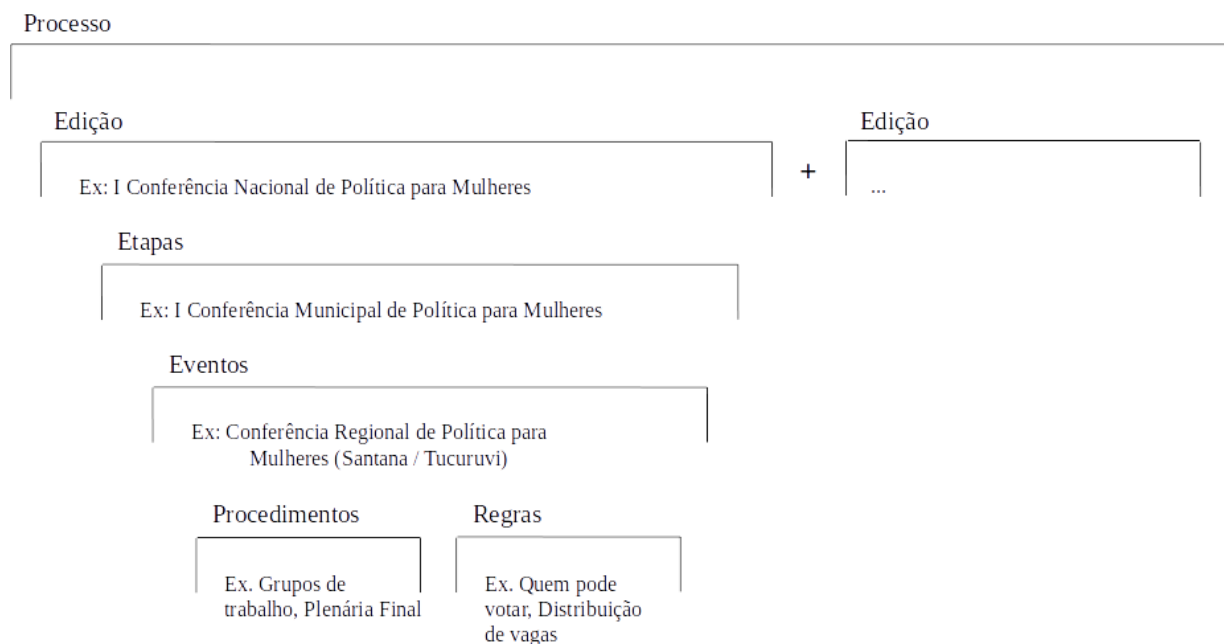 Processo
Edição
Edição
Ex: I Conferência Nacional de Política para Mulheres
+
...
Etapas
Ex: I Conferência Municipal de Política para Mulheres
Eventos
Ex: Conferência Regional de Política para
Mulheres (Santana / Tucuruvi)
Procedimentos
Regras
Ex. Grupos de
trabalho, Plenária Final
Ex. Quem pode
votar, Distribuição
de vagas